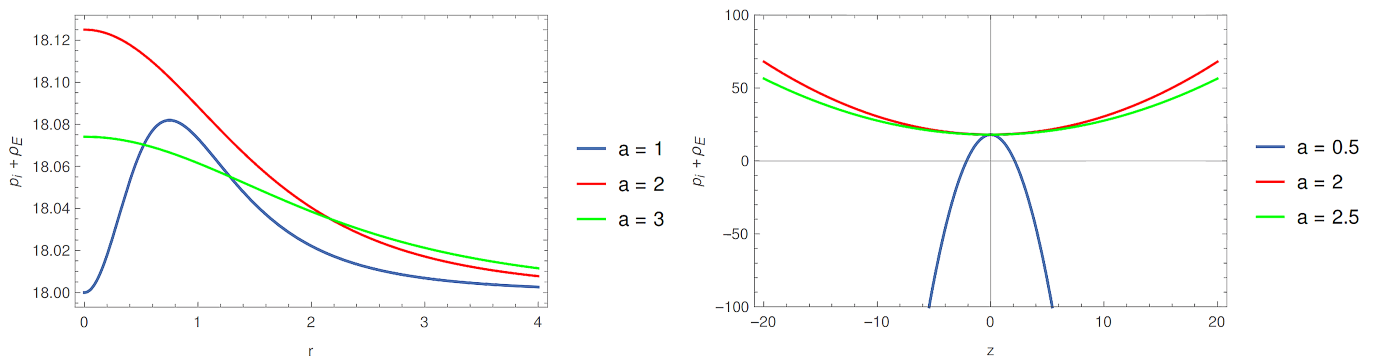 p_i + ρ_E
18.12
18.10
18.08
18.06
18.04
18.02
18.00
0 1 2 3 4
r
a = 1
a = 2
a = 3
p_i + ρ_E
100
50
0
−50
−100
−20 −10 0 10 20
z
a = 0.5
a = 2
a = 2.5